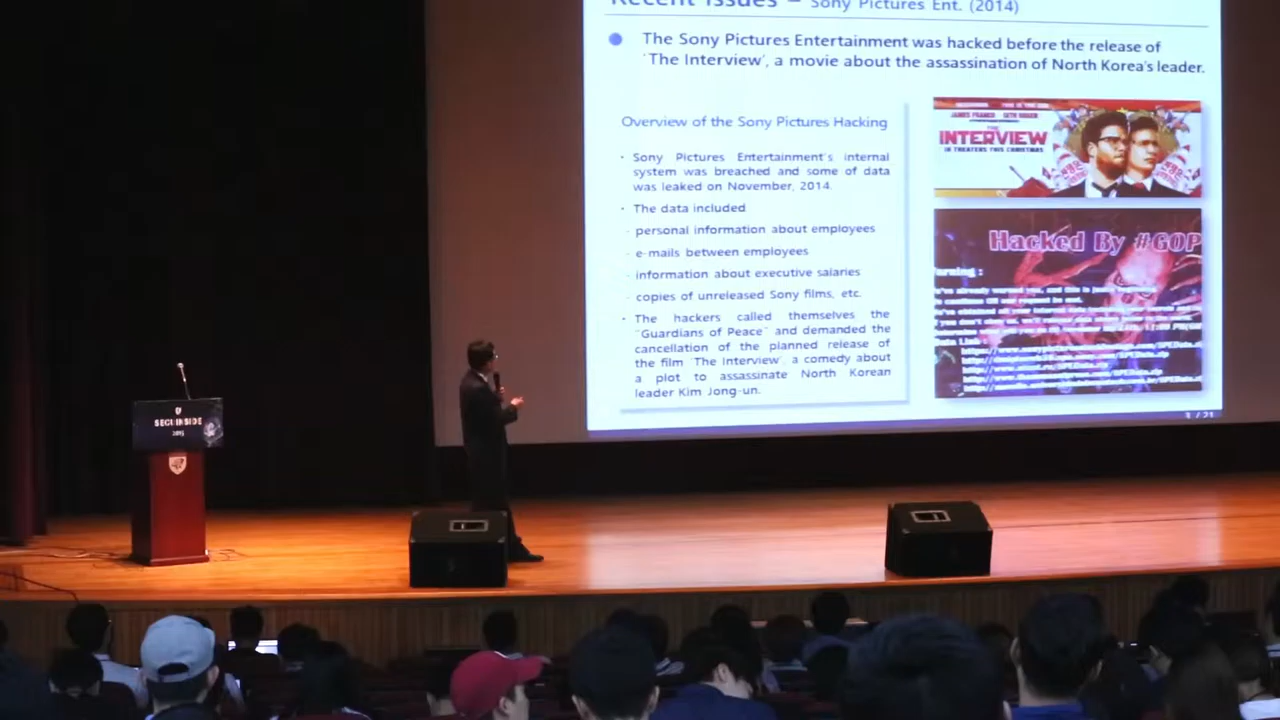 Recent Issues – Sony Pictures Ent. (2014)
The Sony Pictures Entertainment was hacked before the release of
'The Interview', a movie about the assassination of North Korea's leader.
Overview of the Sony Pictures Hacking
· Sony Pictures Entertainment's internal
system was breached and some of data
was leaked on November, 2014.
· The data included
- personal information about employees
- e-mails between employees
- information about executive salaries
- copies of unreleased Sony films, etc.
· The hackers called themselves the
"Guardians of Peace" and demanded the
cancellation of the planned release of
the film 'The Interview', a comedy about
a plot to assassinate North Korean
leader Kim Jong-un.
JAMES FRANCO SETH ROGEN
THE
INTERVIEW
IN THEATERS THIS CHRISTMAS
Hacked By #GOP
arning :
Data Link
3 / 21
SECUINSIDE
2015